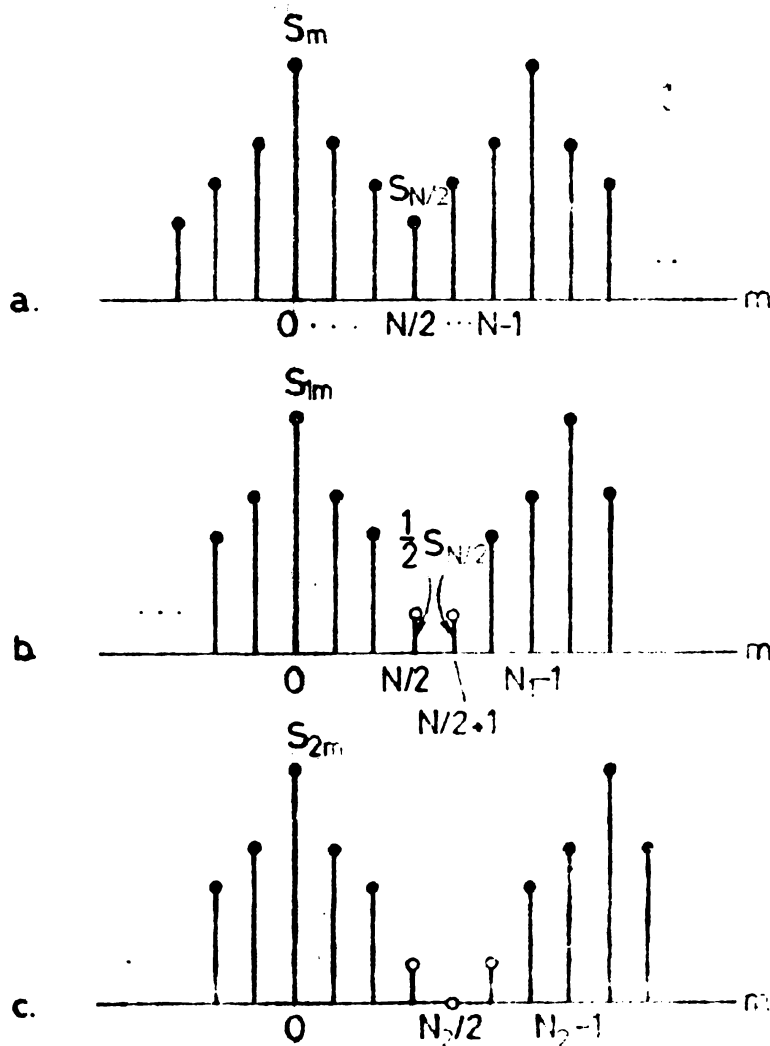 Sm
SN/2
a.
m
0 · · · · N/2 ··· N-1
S1m
1/2 SN/2
. . .
b
m
0 N/2 N1-1
N/2+1
S2m
c.
m
0 N2/2 N2-1